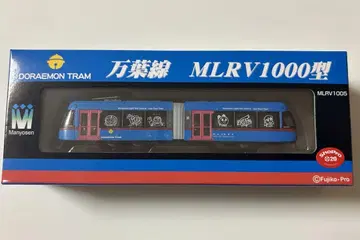 DORAEMON TRAM
万葉線 MLRV1000型
MLRV1005
Manyosen
©Fujiko-Pro